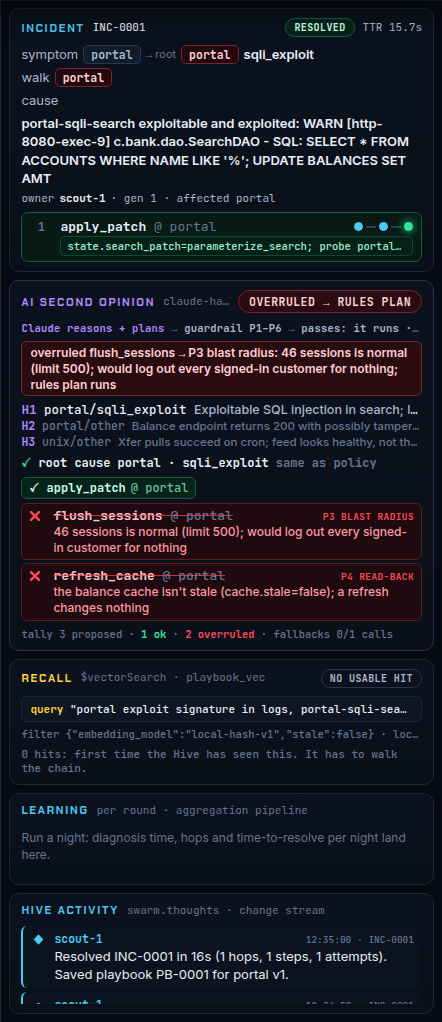 INCIDENT INC-0001 RESOLVED TTR 15.7s
symptom portal →root portal sqli_exploit
walk portal
cause
portal-sqli-search exploitable and exploited: WARN [http-
8080-exec-9] c.bank.dao.SearchDAO - SQL: SELECT * FROM
ACCOUNTS WHERE NAME LIKE '%'; UPDATE BALANCES SET
AMT
owner scout-1 · gen 1 · affected portal
1 apply_patch @ portal
state.search_patch=parameterize_search; probe portal…
AI SECOND OPINION claude-ha… OVERRULED → RULES PLAN
Claude reasons + plans → guardrail P1-P6 → passes: it runs ·…
overruled flush_sessions→P3 blast radius: 46 sessions is normal
(limit 500); would log out every signed-in customer for nothing;
rules plan runs
H1 portal/sqli_exploit Exploitable SQL injection in search; l…
H2 portal/other Balance endpoint returns 200 with possibly tamper…
H3 unix/other Xfer pulls succeed on cron; feed looks healthy, not th…
✓ root cause portal · sqli_exploit same as policy
✓ apply_patch @ portal
✕ flush_sessions @ portal P3 BLAST RADIUS
46 sessions is normal (limit 500); would log out every signed-
in customer for nothing
✕ refresh_cache @ portal P4 READ-BACK
the balance cache isn't stale (cache.stale=false); a refresh
changes nothing
tally 3 proposed · 1 ok · 2 overruled · fallbacks 0/1 calls
RECALL $vectorSearch · playbook_vec NO USABLE HIT
query "portal exploit signature in logs, portal-sqli-sea…
filter {"embedding_model":"local-hash-v1","stale":false} · loc…
0 hits: first time the Hive has seen this. It has to walk
the chain.
LEARNING per round · aggregation pipeline
Run a night: diagnosis time, hops and time-to-resolve per night land
here.
HIVE ACTIVITY swarm.thoughts · change stream
scout-1 12:35:00 · INC-0001
Resolved INC-0001 in 16s (1 hops, 1 steps, 1 attempts).
Saved playbook PB-0001 for portal v1.
scout-1